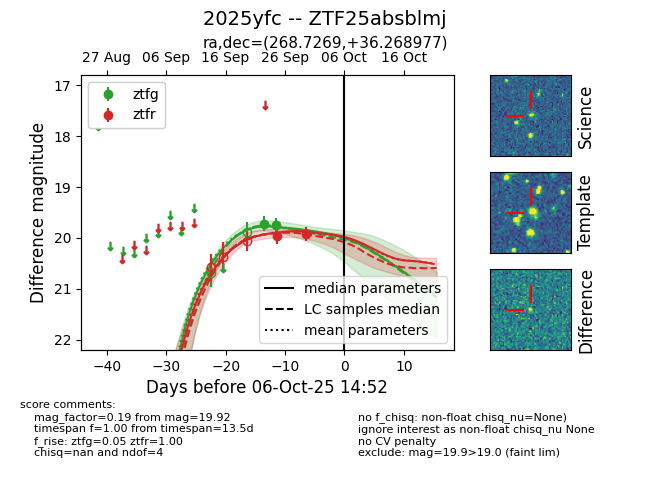 2025yfc -- ZTF25absblmj
ra,dec=(268.7269,+36.268977)
27 Aug 06 Sep 16 Sep 26 Sep 06 Oct 16 Oct
ztfg
ztfr
17
18
19
20
21
22
Difference magnitude
median parameters
LC samples median
mean parameters
−40 −30 −20 −10 0 10
Days before 06-Oct-25 14:52
Science
Template
Difference
score comments:
mag_factor=0.19 from mag=19.92
timespan f=1.00 from timespan=13.5d
f_rise: ztfg=0.05 ztfr=1.00
chisq=nan and ndof=4
no f_chisq: non-float chisq_nu=None)
ignore interest as non-float chisq_nu None
no CV penalty
exclude: mag=19.9>19.0 (faint lim)